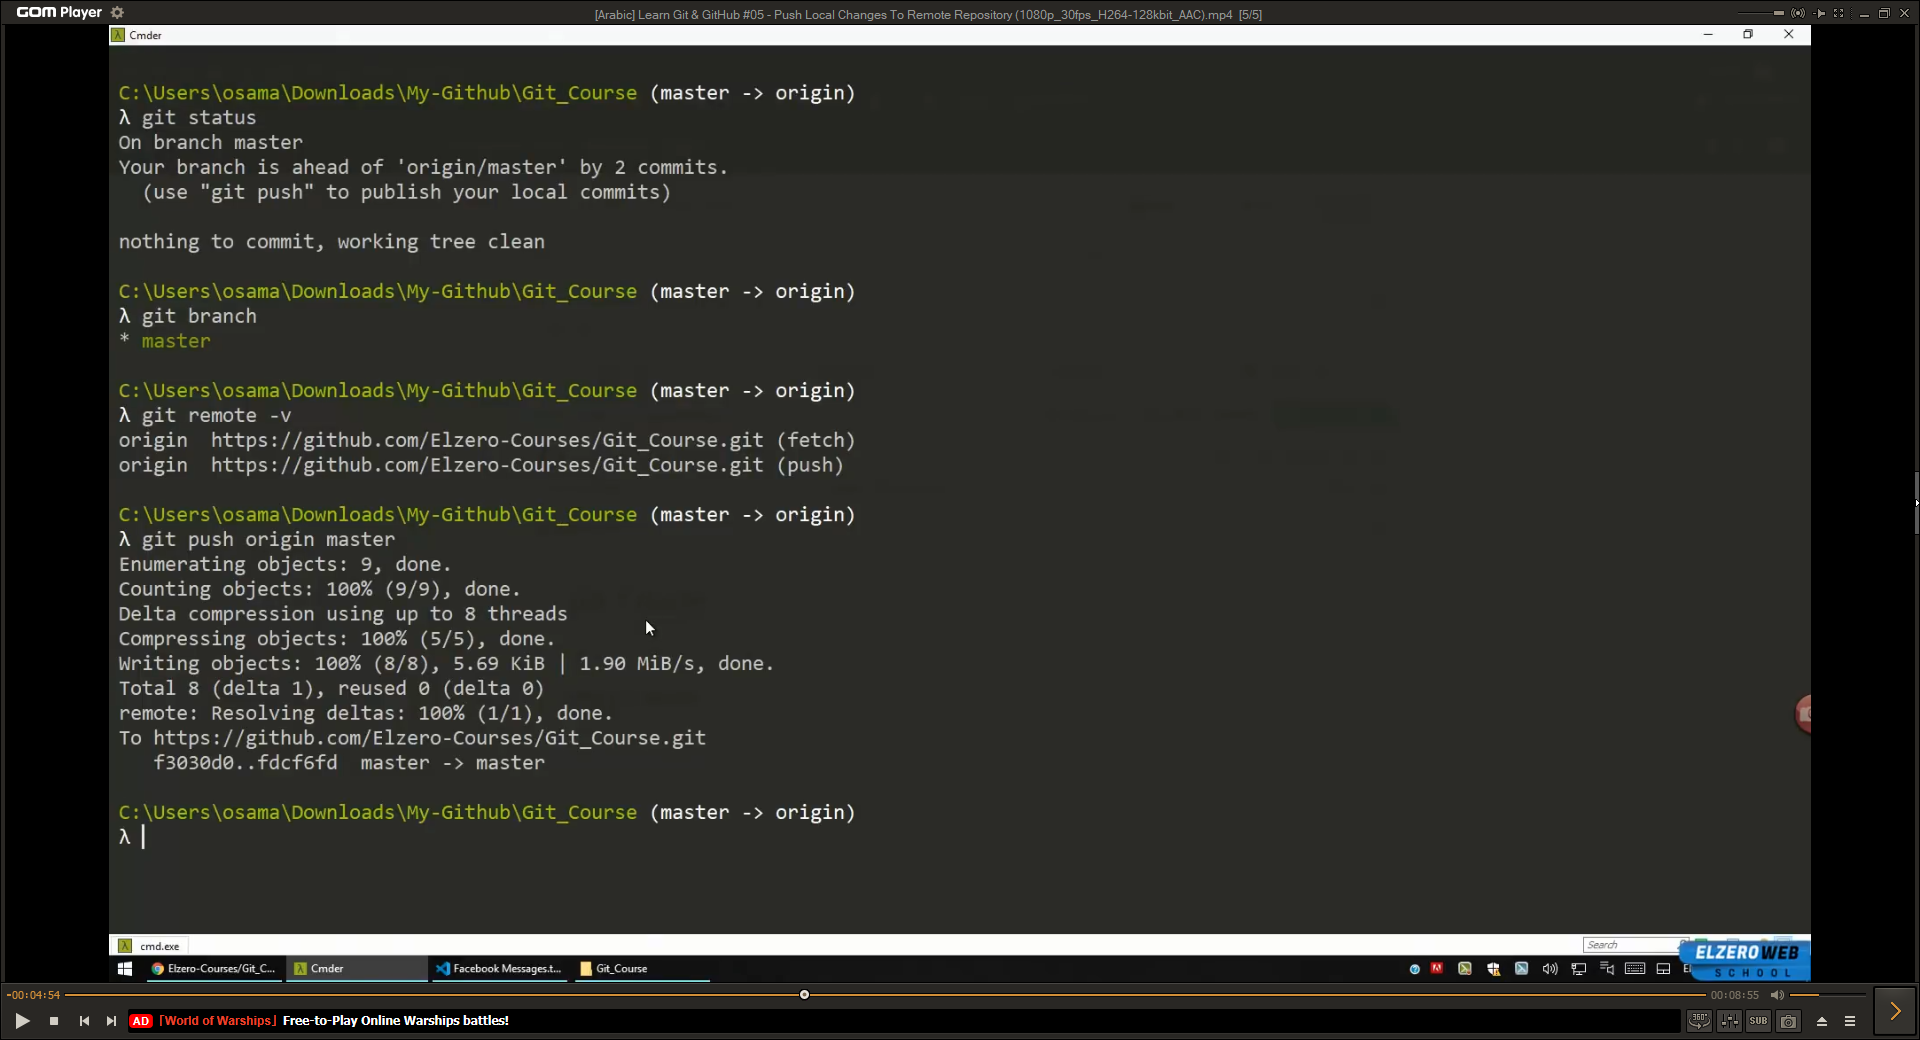 GOM Player
[Arabic] Learn Git & GitHub #05 - Push Local Changes To Remote Repository (1080p_30fps_H264-128kbit_AAC).mp4 [5/5]
Cmder
C:\Users\osama\Downloads\My-Github\Git_Course (master -> origin)
λ git status
On branch master
Your branch is ahead of 'origin/master' by 2 commits.
(use "git push" to publish your local commits)
nothing to commit, working tree clean
C:\Users\osama\Downloads\My-Github\Git_Course (master -> origin)
λ git branch
* master
C:\Users\osama\Downloads\My-Github\Git_Course (master -> origin)
λ git remote -v
origin https://github.com/Elzero-Courses/Git_Course.git (fetch)
origin https://github.com/Elzero-Courses/Git_Course.git (push)
C:\Users\osama\Downloads\My-Github\Git_Course (master -> origin)
λ git push origin master
Enumerating objects: 9, done.
Counting objects: 100% (9/9), done.
Delta compression using up to 8 threads
Compressing objects: 100% (5/5), done.
Writing objects: 100% (8/8), 5.69 KiB | 1.90 MiB/s, done.
Total 8 (delta 1), reused 0 (delta 0)
remote: Resolving deltas: 100% (1/1), done.
To https://github.com/Elzero-Courses/Git_Course.git
f3030d0..fdcf6fd master -> master
C:\Users\osama\Downloads\My-Github\Git_Course (master -> origin)
λ
cmd.exe
Search
ELZEROWEB
SCHOOL
Elzero-Courses/Git_C...
Cmder
Facebook Messages.t...
Git_Course
-00:04:54
00:08:55
AD [World of Warships] Free-to-Play Online Warships battles!
360°
SUB